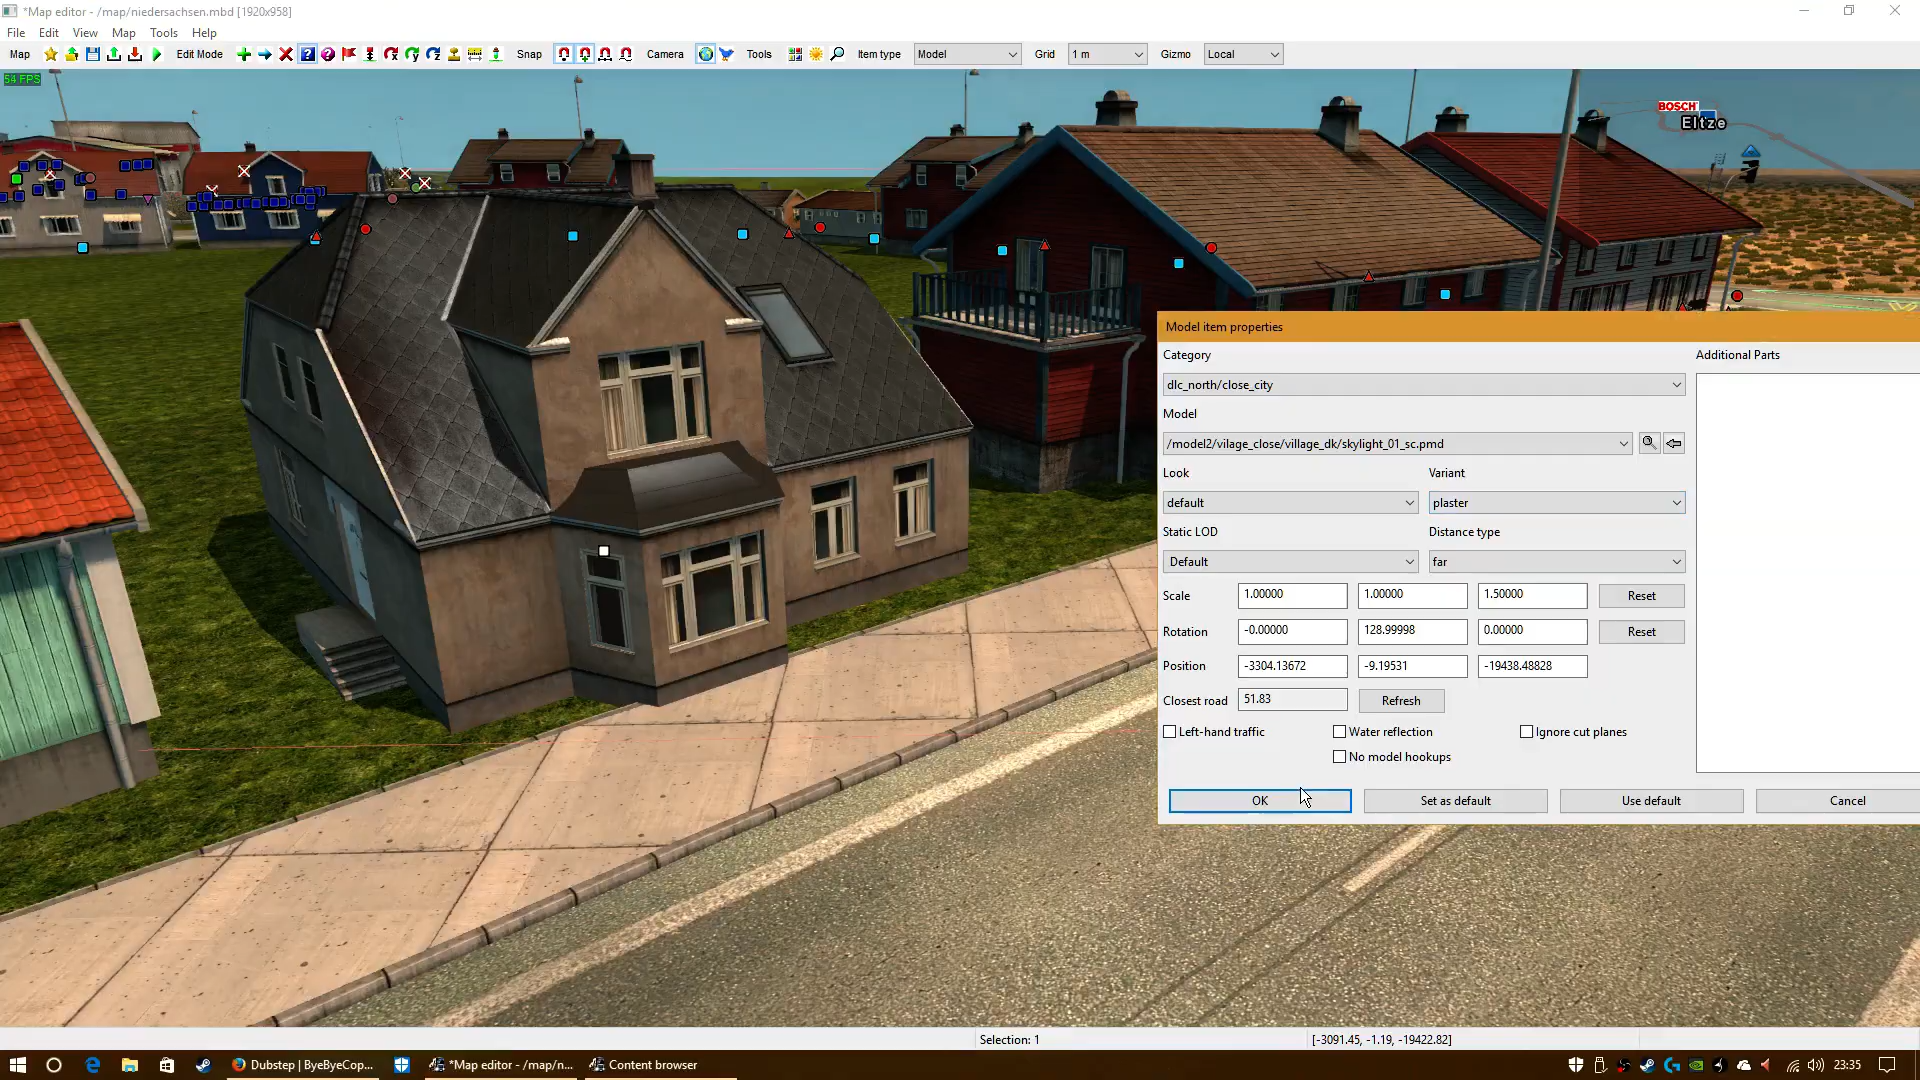 *Map editor - /map/niedersachsen.mbd [1920x958]
File Edit View Map Tools Help
Map Edit Mode Snap Camera Tools Item type Model Grid 1 m Gizmo Local
54 FPS
BOSCH
Eltze
Model item properties
Category
Additional Parts
dlc_north/close_city
Model
/model2/vilage_close/village_dk/skylight_01_sc.pmd
Look Variant
default plaster
Static LOD Distance type
Default far
Scale 1.00000 1.00000 1.50000 Reset
Rotation -0.00000 128.99998 0.00000 Reset
Position -3304.13672 -9.19531 -19438.48828
Closest road 51.83 Refresh
Left-hand traffic Water reflection Ignore cut planes
No model hookups
OK Set as default Use default Cancel
Selection: 1 [-3091.45, -1.19, -19422.82]
Dubstep | ByeByeCop... *Map editor - /map/n... Content browser 23:35